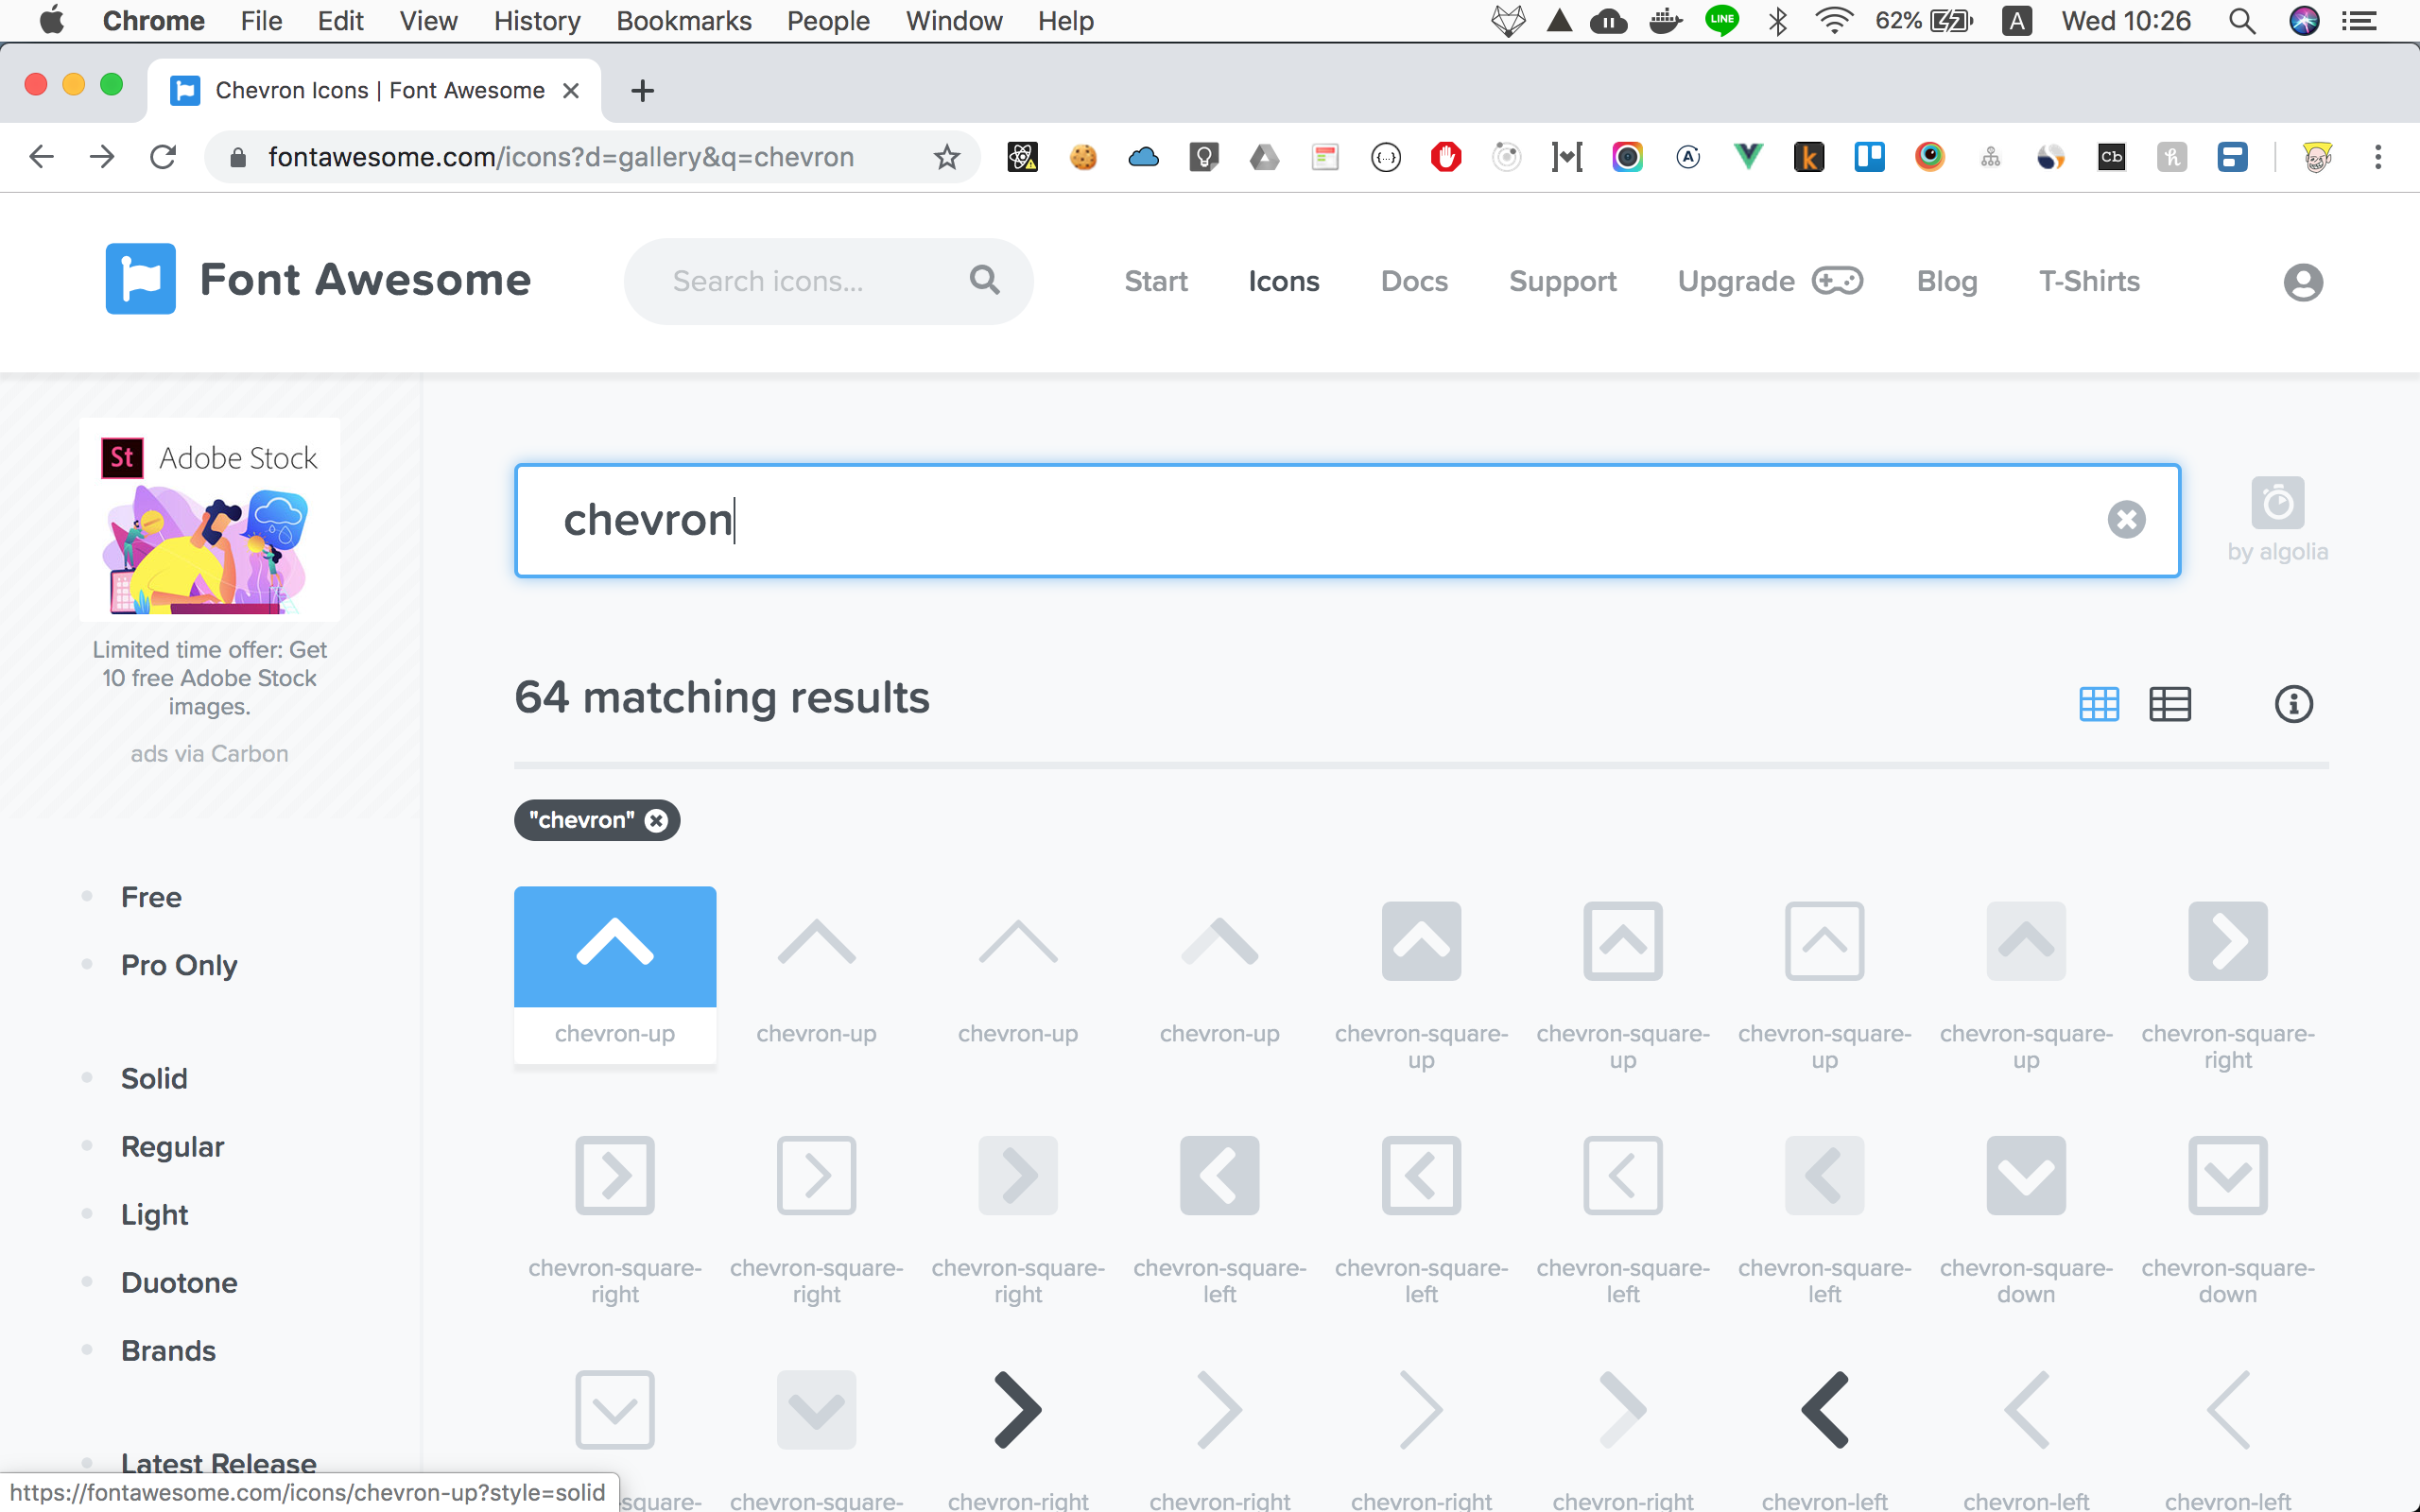 Chrome File Edit View History Bookmarks People Window Help LINE 62% A Wed 10:26
Chevron Icons | Font Awesome
fontawesome.com/icons?d=gallery&q=chevron
Font Awesome Search icons... Start Icons Docs Support Upgrade Blog T-Shirts
St Adobe Stock
Limited time offer: Get
10 free Adobe Stock
images.
ads via Carbon
chevron
by algolia
64 matching results
"chevron"
Free
Pro Only
Solid
Regular
Light
Duotone
Brands
Latest Release
chevron-up chevron-up chevron-up chevron-up chevron-square-up chevron-square-up chevron-square-up chevron-square-up chevron-square-right
chevron-square-right chevron-square-right chevron-square-right chevron-square-left chevron-square-left chevron-square-left chevron-square-left chevron-square-down chevron-square-down
square- chevron-square- chevron-right chevron-right chevron-right chevron-right chevron-left chevron-left chevron-left
https://fontawesome.com/icons/chevron-up?style=solid